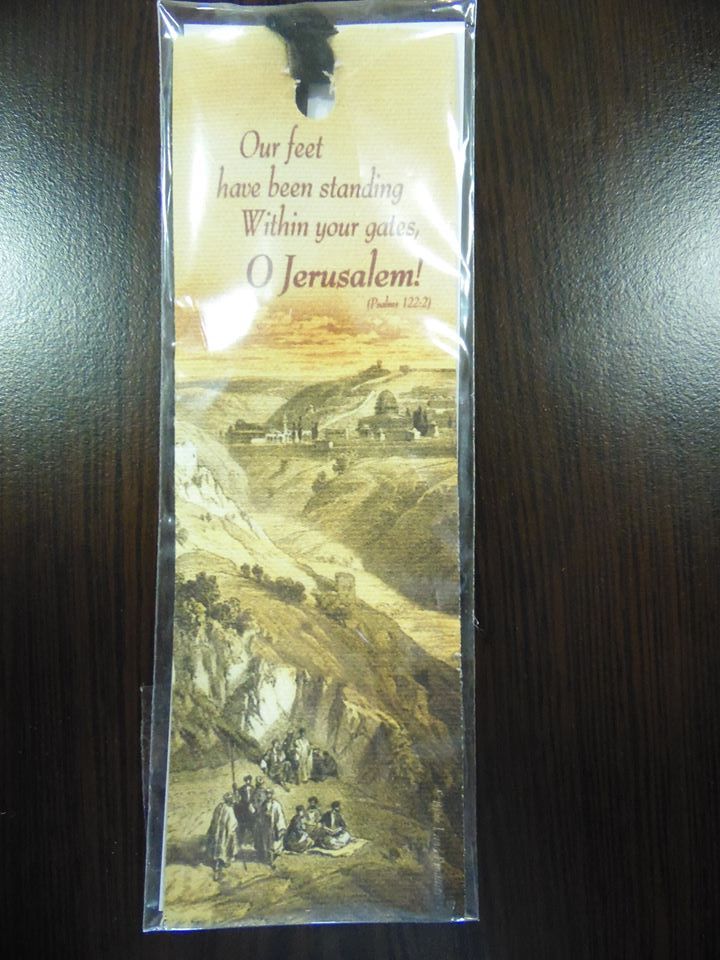 Our feet
have been standing
Within your gates,
O Jerusalem!
(Psalms 122:2)